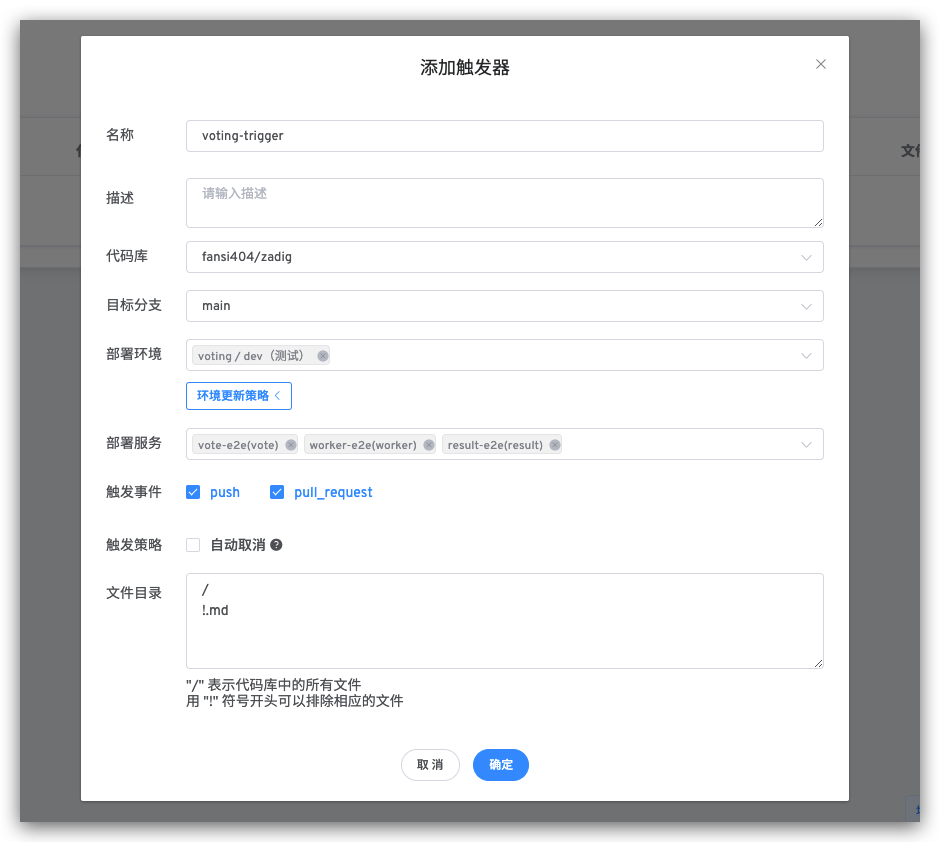 添加触发器
名称
voting-trigger
描述
请输入描述
代码库
fansi404/zadig
目标分支
main
部署环境
voting / dev（测试）
环境更新策略
部署服务
vote-e2e(vote) worker-e2e(worker) result-e2e(result)
触发事件
push pull_request
触发策略
自动取消
文件目录
/
!.md
"/" 表示代码库中的所有文件
用 "!" 符号开头可以排除相应的文件
取消 确定